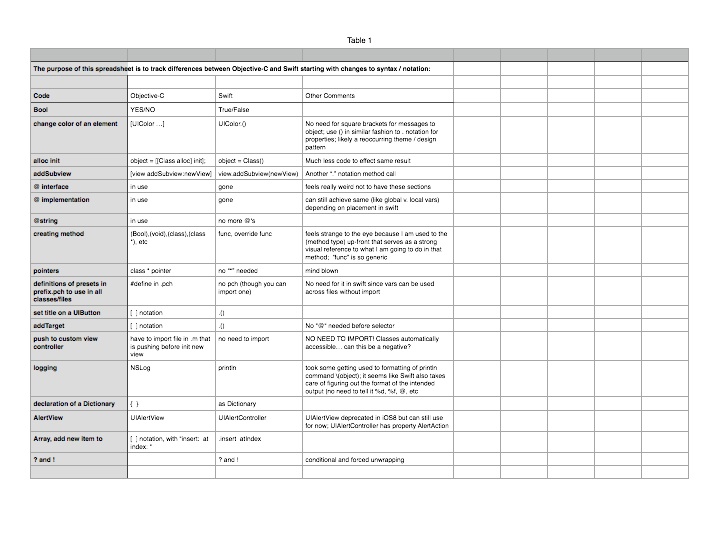 Table 1
The purpose of this spreadsheet is to track differences between Objective-C and Swift starting with changes to syntax / notation:
Code Objective-C Swift Other Comments
Bool YES/NO True/False
change color of an element [UIColor ...] UIColor.() No need for square brackets for messages to
object; use () in similar fashion to . notation for
properties; likely a reoccurring theme / design
pattern
alloc init object = [[Class alloc] init]; object = Class() Much less code to effect same result
addSubview [view addSubview:newView] view.addSubview(newView) Another "." notation method call
@ interface in use gone feels really weird not to have these sections
@ implementation in use gone can still achieve same (like global v. local vars)
depending on placement in swift
@string in use no more @'s
creating method (Bool),(void),(class),(class func, override func feels strange to the eye because I am used to the
*), etc (method type) up-front that serves as a strong
visual reference to what I am going to do in that
method; "func" is so generic
pointers class * pointer no "*" needed mind blown
definitions of presets in #define in .pch no pch (though you can No need for it in swift since vars can be used
prefix.pch to use in all import one) across files without import
classes/files
set title on a UIButton [ ] notation .()
addTarget [ ] notation .() No "@" needed before selector
push to custom view have to import file in .m that no need to import NO NEED TO IMPORT! Classes automatically
controller is pushing before init new accessible... can this be a negative?
view
logging NSLog println took some getting used to formatting of println
command \(object); it seems like Swift also takes
care of figuring out the format of the intended
output (no need to tell it %d, %f, @, etc
declaration of a Dictionary { } as Dictionary
AlertView UIAlertView UIAlertController UIAlertView deprecated in iOS8 but can still use
for now; UIAlertController has property AlertAction
Array, add new item to [ ] notation, with "insert: at .insert atIndex
index: "
? and ! ? and ! conditional and forced unwrapping